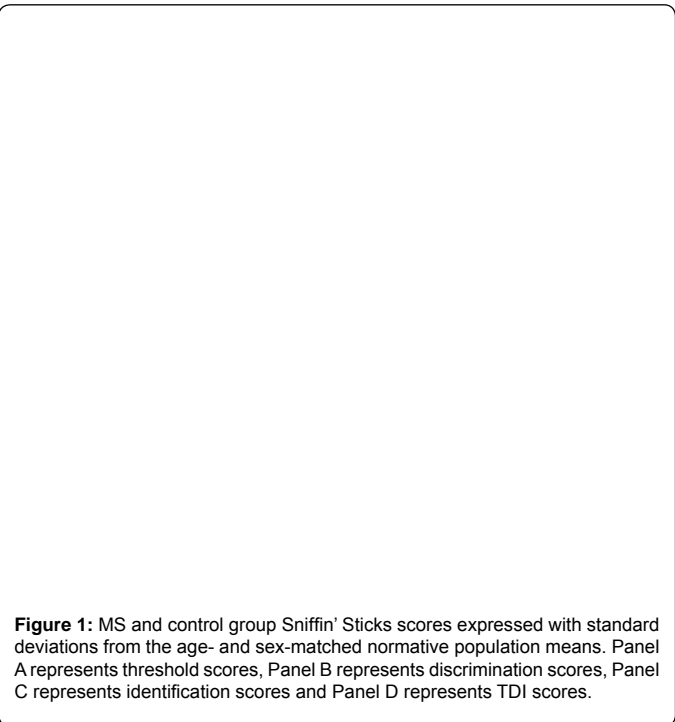 Figure 1: MS and control group Sniffin’ Sticks scores expressed with standard
deviations from the age- and sex-matched normative population means. Panel
A represents threshold scores, Panel B represents discrimination scores, Panel
C represents identification scores and Panel D represents TDI scores.